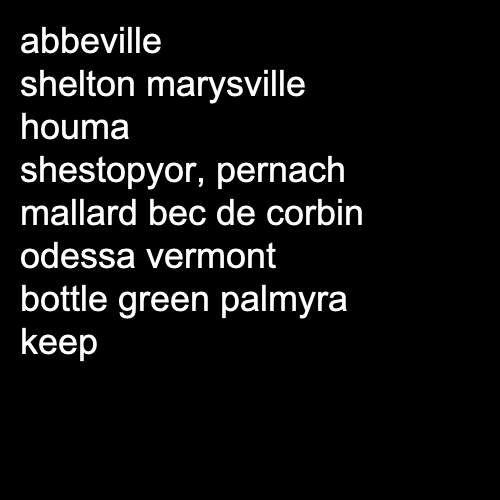 abbeville
shelton marysville
houma
shestopyor, pernach
mallard bec de corbin
odessa vermont
bottle green palmyra
keep